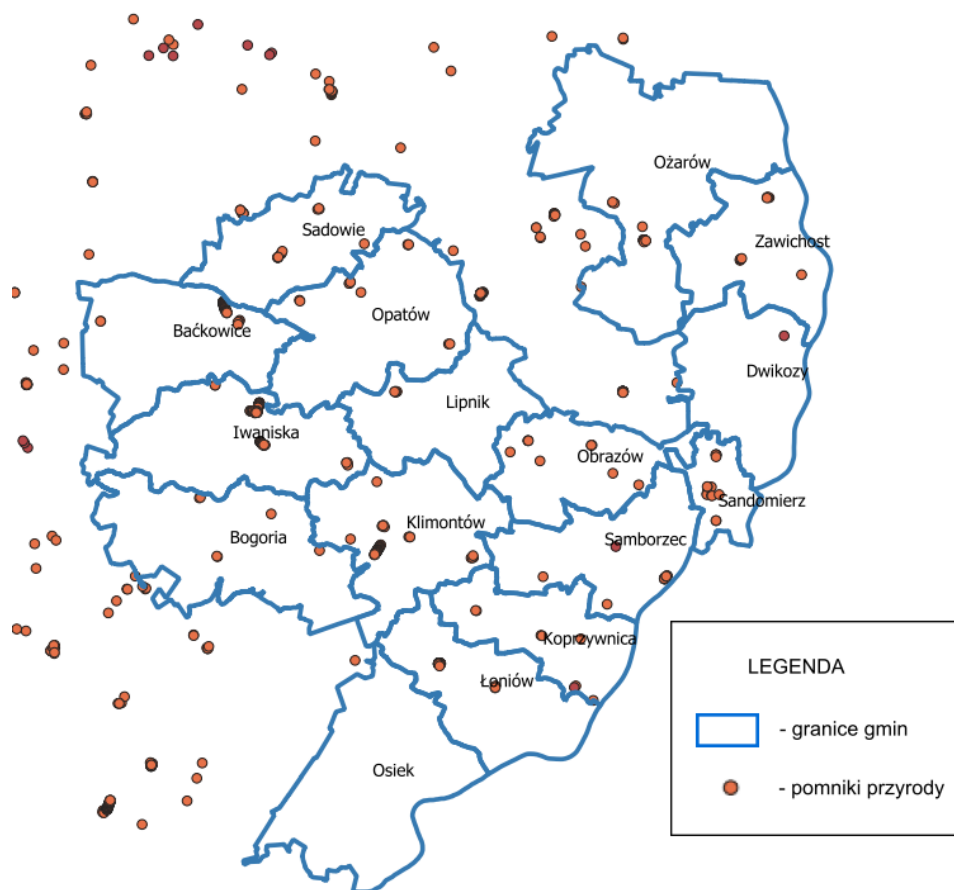 Ożarów
Sadowie
Zawichost
Opatów
Baćkowice
Dwikozy
Lipnik
Iwaniska
Obrazów
Sandomierz
Klimontów
Bogoria
Samborzec
Koprzywnica
Łoniów
Osiek
LEGENDA
- granice gmin
- pomniki przyrody